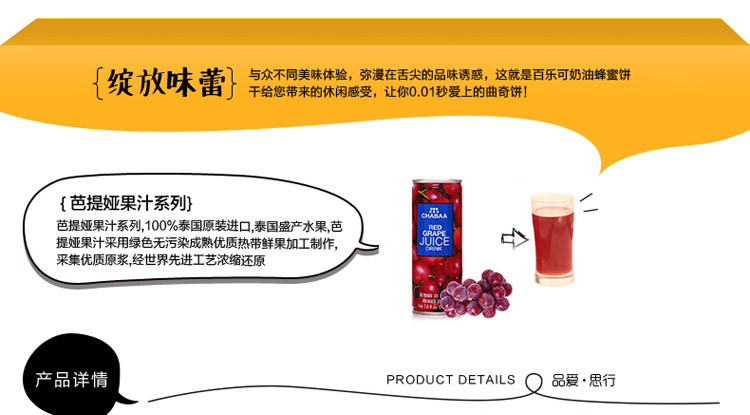 {绽放味蕾}
与众不同美味体验，弥漫在舌尖的品味诱惑，这就是百乐可奶油蜂蜜饼
干给您带来的休闲感受，让你0.01秒爱上的曲奇饼！
{芭提娅果汁系列}
芭提娅果汁系列,100%泰国原装进口,泰国盛产水果,芭
提娅果汁采用绿色无污染成熟优质热带鲜果加工制作,
采集优质原浆,经世界先进工艺浓缩还原
CHABAA
RED
GRAPE
JUICE
DRINK
产品详情
PRODUCT DETAILS
品爱·思行